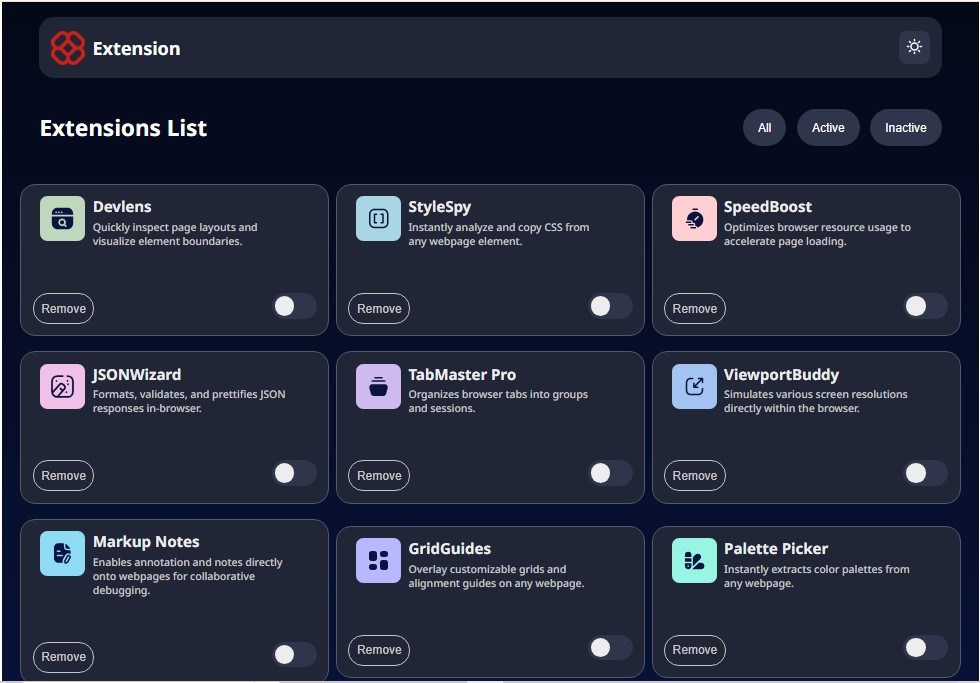 Extension
Extensions List
All
Active
Inactive
Devlens
Quickly inspect page layouts and
visualize element boundaries.
Remove
StyleSpy
Instantly analyze and copy CSS from
any webpage element.
Remove
SpeedBoost
Optimizes browser resource usage to
accelerate page loading.
Remove
JSONWizard
Formats, validates, and prettifies JSON
responses in-browser.
Remove
TabMaster Pro
Organizes browser tabs into groups
and sessions.
Remove
ViewportBuddy
Simulates various screen resolutions
directly within the browser.
Remove
Markup Notes
Enables annotation and notes directly
onto webpages for collaborative
debugging.
Remove
GridGuides
Overlay customizable grids and
alignment guides on any webpage.
Remove
Palette Picker
Instantly extracts color palettes from
any webpage.
Remove